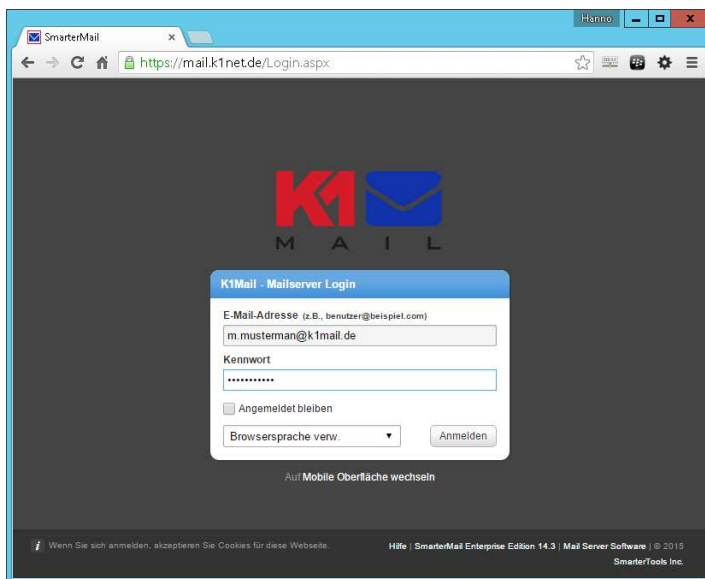 Hanno
SmarterMail
https://mail.k1net.de/Login.aspx
K1
MAIL
K1Mail - Mailserver Login
E-Mail-Adresse (z.B., benutzer@beispiel.com)
m.musterman@k1mail.de
Kennwort
•••••••••••
Angemeldet bleiben
Browsersprache verw.
Anmelden
Auf Mobile Oberfläche wechseln
Wenn Sie sich anmelden, akzeptieren Sie Cookies für diese Webseite.
Hilfe | SmarterMail Enterprise Edition 14.3 | Mail Server Software | © 2015
SmarterTools Inc.